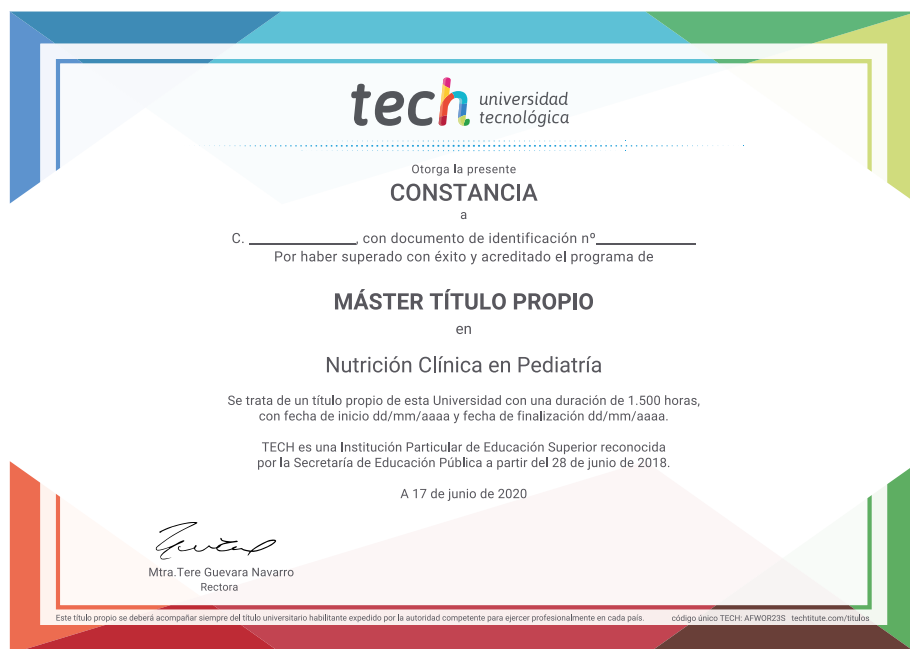 tech universidad
tecnológica
Otorga la presente
CONSTANCIA
a
C. ____________, con documento de identificación nº____________
Por haber superado con éxito y acreditado el programa de
MÁSTER TÍTULO PROPIO
en
Nutrición Clínica en Pediatría
Se trata de un título propio de esta Universidad con una duración de 1.500 horas,
con fecha de inicio dd/mm/aaaa y fecha de finalización dd/mm/aaaa.
TECH es una Institución Particular de Educación Superior reconocida
por la Secretaría de Educación Pública a partir del 28 de junio de 2018.
A 17 de junio de 2020
Mtra.Tere Guevara Navarro
Rectora
Este título propio se deberá acompañar siempre del título universitario habilitante expedido por la autoridad competente para ejercer profesionalmente en cada país. código único TECH: AFWOR23S techtitute.com/titulos